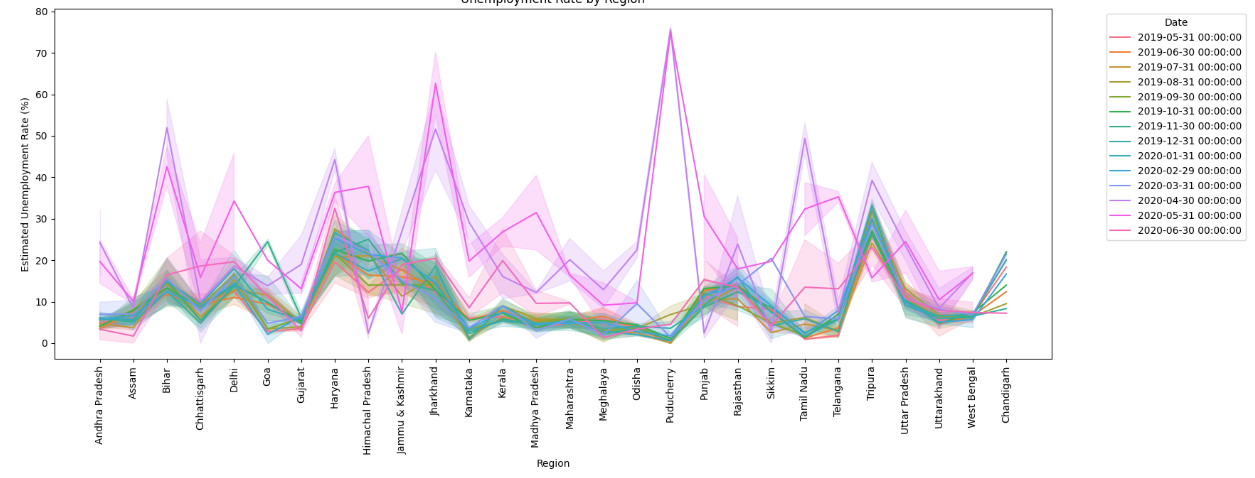 Unemployment Rate by Region
Estimated Unemployment Rate (%)
80
70
60
50
40
30
20
10
0
Andhra Pradesh
Assam
Bihar
Chhattisgarh
Delhi
Goa
Gujarat
Haryana
Himachal Pradesh
Jammu & Kashmir
Jharkhand
Karnataka
Kerala
Madhya Pradesh
Maharashtra
Meghalaya
Odisha
Puducherry
Punjab
Rajasthan
Sikkim
Tamil Nadu
Telangana
Tripura
Uttar Pradesh
Uttarakhand
West Bengal
Chandigarh
Region
Date
2019-05-31 00:00:00
2019-06-30 00:00:00
2019-07-31 00:00:00
2019-08-31 00:00:00
2019-09-30 00:00:00
2019-10-31 00:00:00
2019-11-30 00:00:00
2019-12-31 00:00:00
2020-01-31 00:00:00
2020-02-29 00:00:00
2020-03-31 00:00:00
2020-04-30 00:00:00
2020-05-31 00:00:00
2020-06-30 00:00:00